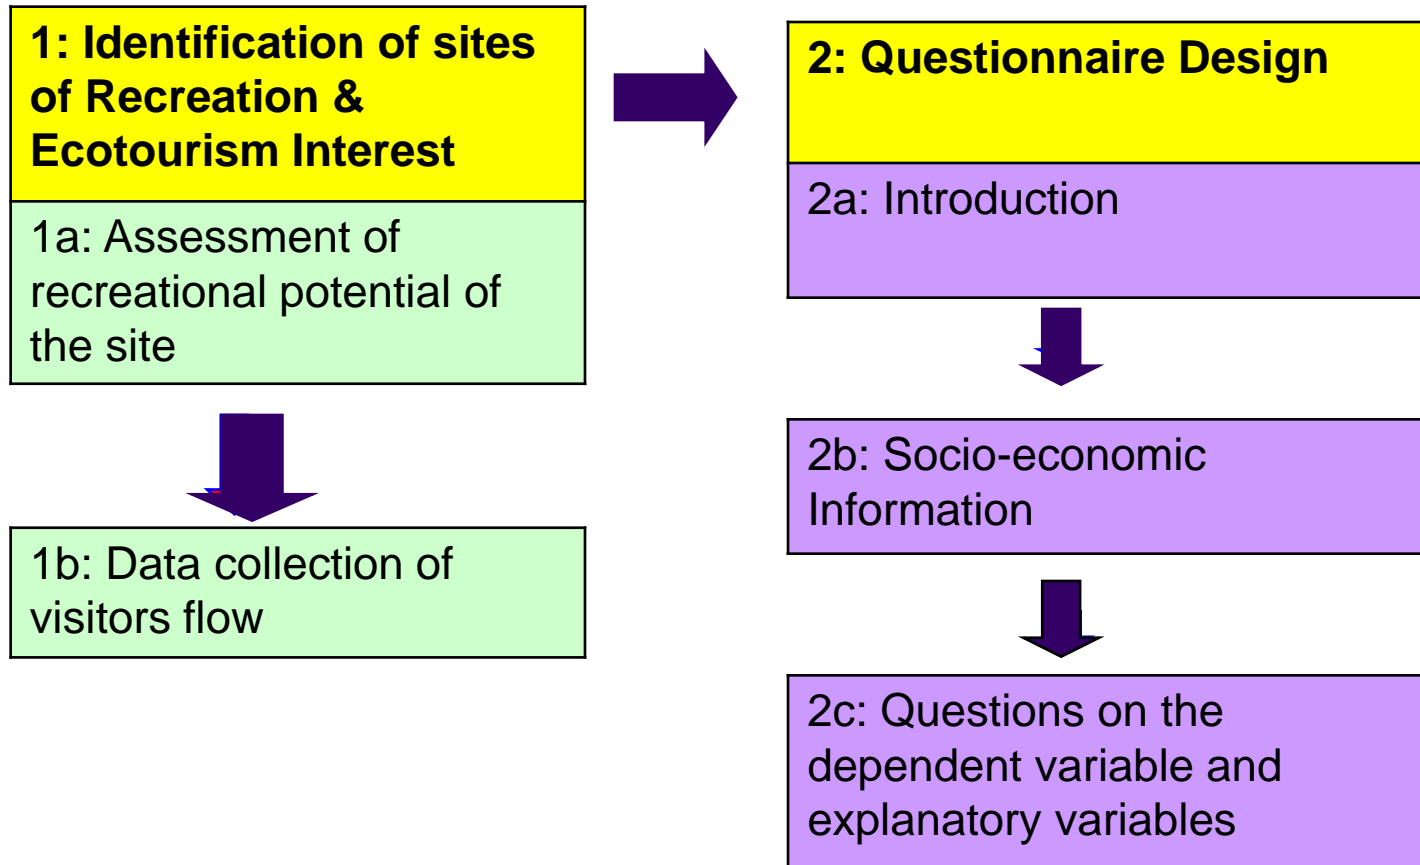 1: Identification of sites
of Recreation &
Ecotourism Interest
1a: Assessment of
recreational potential of
the site
1b: Data collection of
visitors flow
2: Questionnaire Design
2a: Introduction
2b: Socio-economic
Information
2c: Questions on the
dependent variable and
explanatory variables